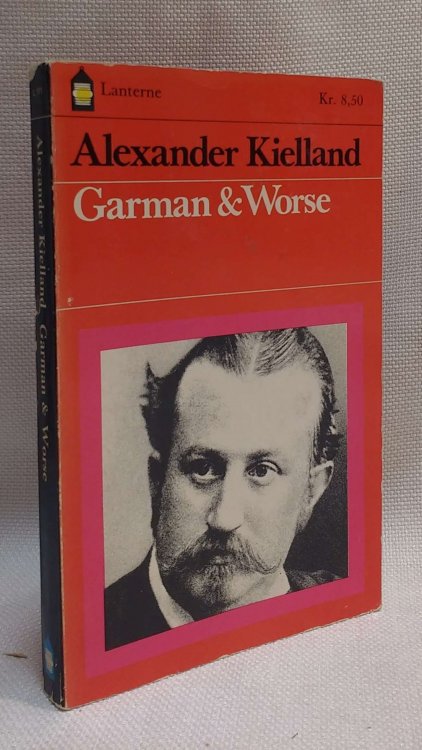 Lanterne
Kr. 8,50
Alexander Kielland
Garman & Worse
Alexander Kielland, Garman & Worse